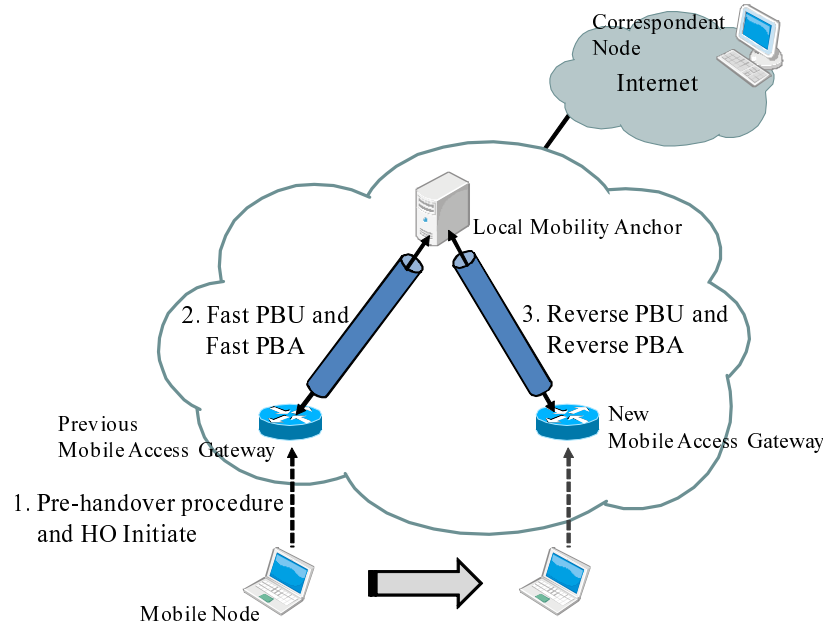 Correspondent
Node
Internet
Local Mobility Anchor
2. Fast PBU and
Fast PBA
3. Reverse PBU and
Reverse PBA
Previous
Mobile Access Gateway
New
Mobile Access Gateway
1. Pre-handover procedure
and HO Initiate
Mobile Node